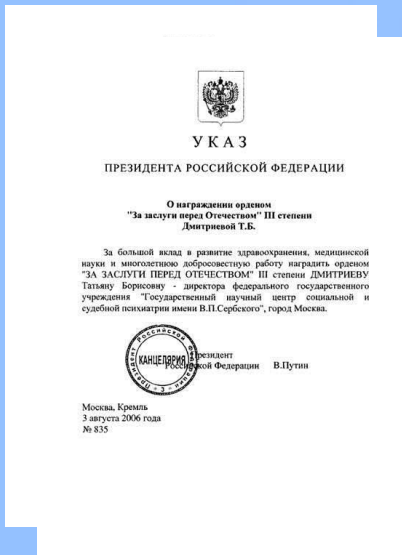 УКАЗ
ПРЕЗИДЕНТА РОССИЙСКОЙ ФЕДЕРАЦИИ
О награждении орденом
"За заслуги перед Отечеством" III степени
Дмитриевой Т.Б.
За большой вклад в развитие здравоохранения, медицинской
науки и многолетнюю добросовестную работу наградить орденом
"ЗА ЗАСЛУГИ ПЕРЕД ОТЕЧЕСТВОМ" III степени ДМИТРИЕВУ
Татьяну Борисовну - директора федерального государственного
учреждения "Государственный научный центр социальной и
судебной психиатрии имени В.П.Сербского", город Москва.
Президент
Российской Федерации В.Путин
КАНЦЕЛЯРИЯ
Москва, Кремль
3 августа 2006 года
№ 835